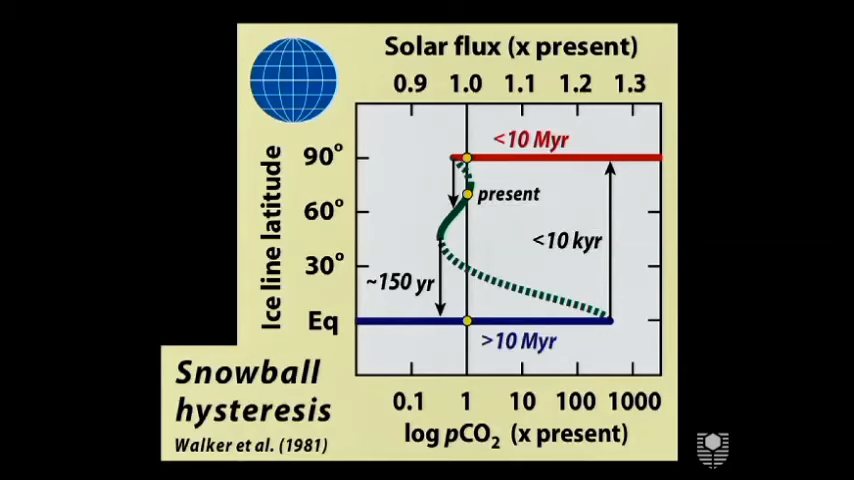 Solar flux (x present)
0.9 1.0 1.1 1.2 1.3
<10 Myr
90°
present
60°
<10 kyr
30°
~150 yr
Eq
>10 Myr
Ice line latitude
0.1 1 10 100 1000
log pCO₂ (x present)
Snowball
hysteresis
Walker et al. (1981)